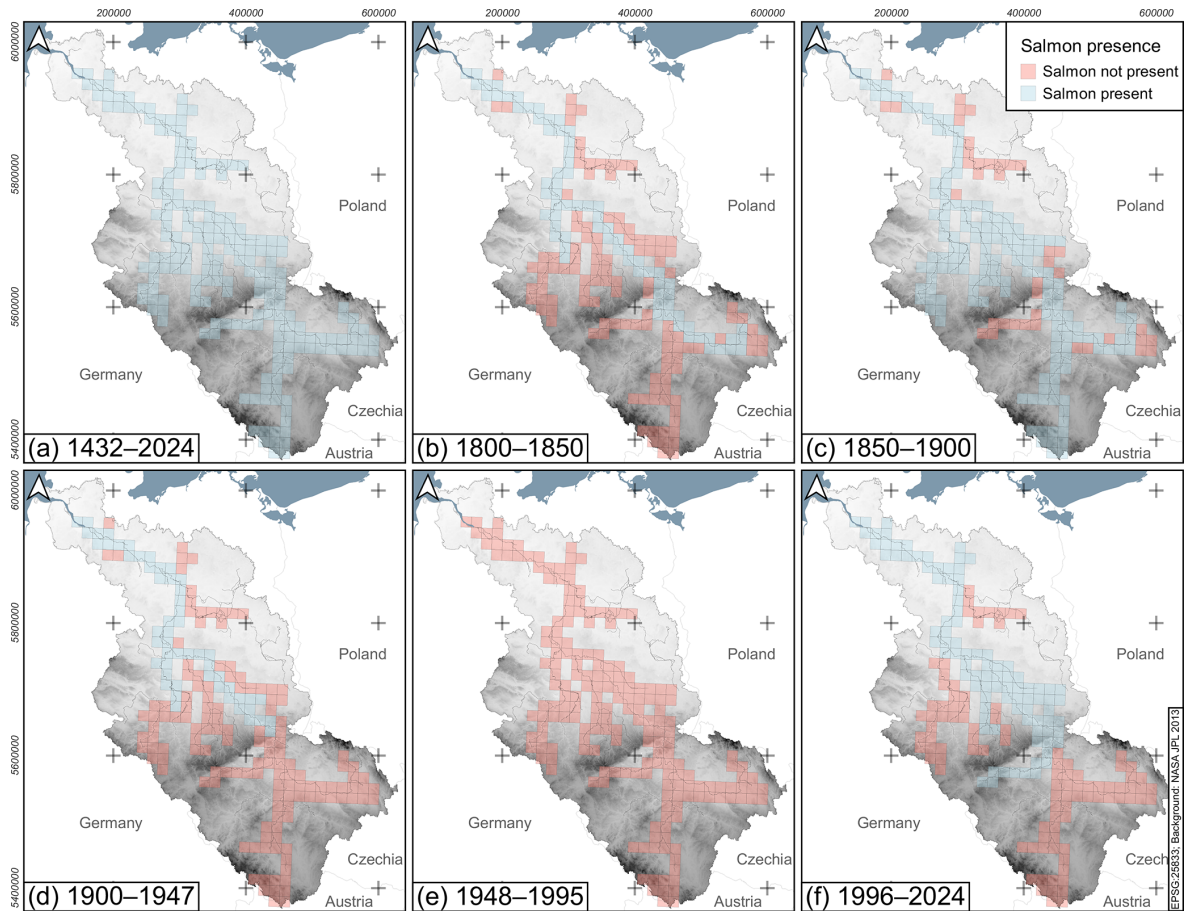 200000 400000 600000 200000 400000 600000 200000 400000 600000
6000000
5800000
5600000
5400000
Salmon presence
Salmon not present
Salmon present
Poland
Germany
Czechia
Austria
(a) 1432–2024
Poland
Germany
Czechia
Austria
(b) 1800–1850
Poland
Germany
Czechia
Austria
(c) 1850–1900
6000000
5800000
5600000
5400000
Poland
Germany
Czechia
Austria
(d) 1900–1947
Poland
Germany
Czechia
Austria
(e) 1948–1995
Poland
Germany
Czech
Austria
(f) 1996–2024
EPSG:25833; Background: NASA JPL 2013